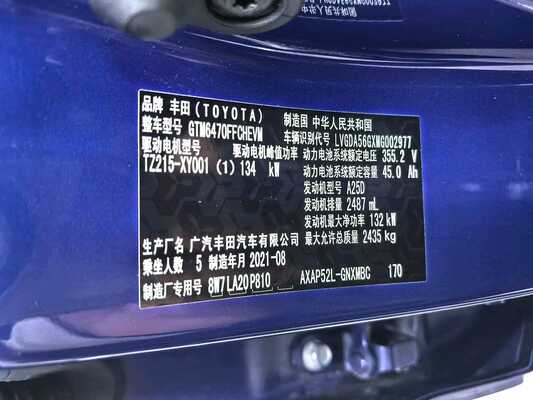 品牌 丰田(TOYOTA) 制造国 中华人民共和国
整车型号 GTM6470FFCHEVM 车辆识别代号 LVGDA56GXMG002977
驱动电机型号 驱动电机峰值功率 动力电池系统额定电压 355.2 V
TZ215-XY001 (1) 134 kW 动力电池系统额定容量 45.0 Ah
发动机型号 A25D
发动机排量 2487 mL
发动机最大净功率 132 kW
制造厂名 广汽丰田汽车有限公司 最大允许总质量 2435 kg
乘坐人数 5 制造年月 2021-08
制造厂专用号 8W7 LA20 P810 AXAP52L-GNXMBC 170